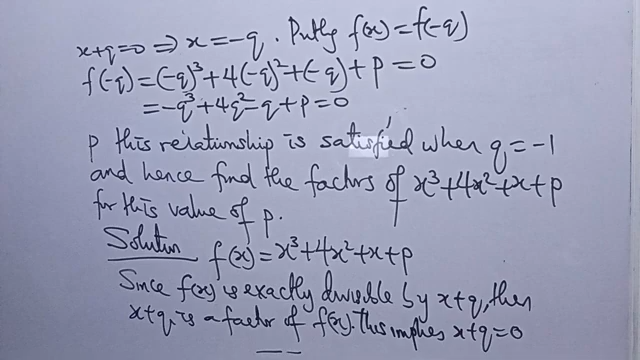 x+q=0 ⇒ x=-q. Putting f(x)=f(-q)
f(-q)=(-q)³+4(-q)²+(-q)+p=0
=-q³+4q²-q+p=0
p this relationship is satisfied when q=-1
and hence find the factors of x³+4x²+x+p
for this value of p.
Solution f(x)=x³+4x²+x+p
Since f(x) is exactly divisible by x+q, then
x+q is a factor of f(x). This implies x+q=0